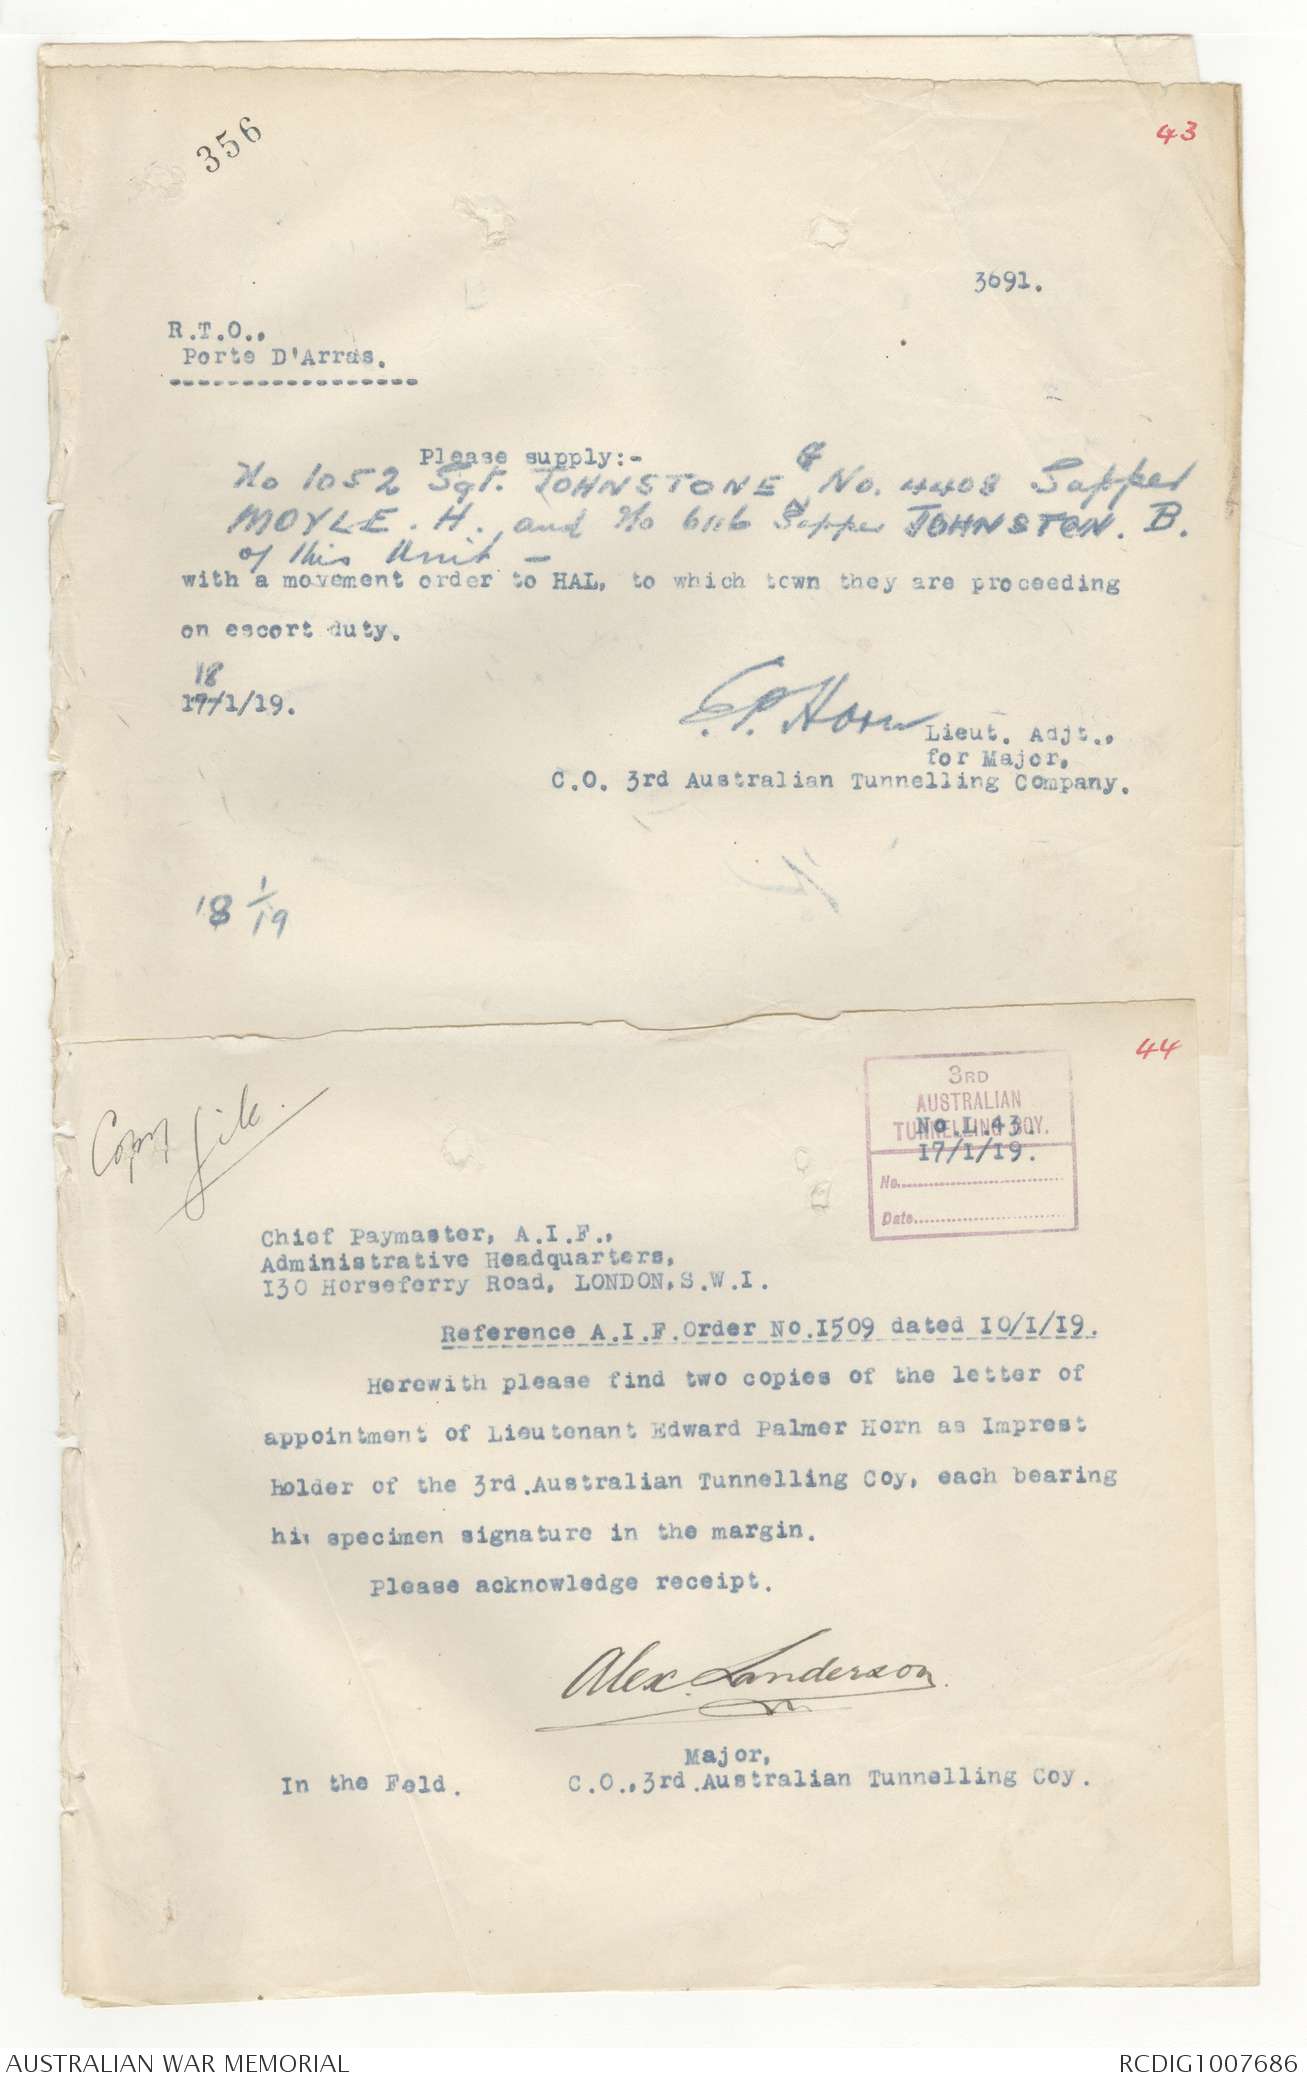 356
43
3691.
R.T.O.,
Porte D'Arras.
Please supply:-
No 1052 Sgt. JOHNSTONE G No. 4408 Sapper
MOYLE. H. and No 6116 Sapper JOHNSTON. B.
of this Unit -
with a movement order to HAL, to which town they are proceeding
on escort duty.
18
17/1/19.
E.P. Horn
Lieut. Adjt.,
for Major,
C.O. 3rd Australian Tunnelling Company.
18 1/19
44
Copy file.
3RD
AUSTRALIAN
TUNNELLING COY.
No.L.43.
17/1/19.
No.
Date
Chief Paymaster, A.I.F.,
Administrative Headquarters,
130 Horseferry Road, LONDON,S.W.I.
Reference A.I.F.Order No.1509 dated 10/1/19.
Herewith please find two copies of the letter of
appointment of Lieutenant Edward Palmer Horn as Imprest
holder of the 3rd.Australian Tunnelling Coy, each bearing
his specimen signature in the margin.
Please acknowledge receipt.
Alex. Sanderson
Major,
In the Feld.
C.O.,3rd.Australian Tunnelling Coy.
AUSTRALIAN WAR MEMORIAL
RCDIG1007686